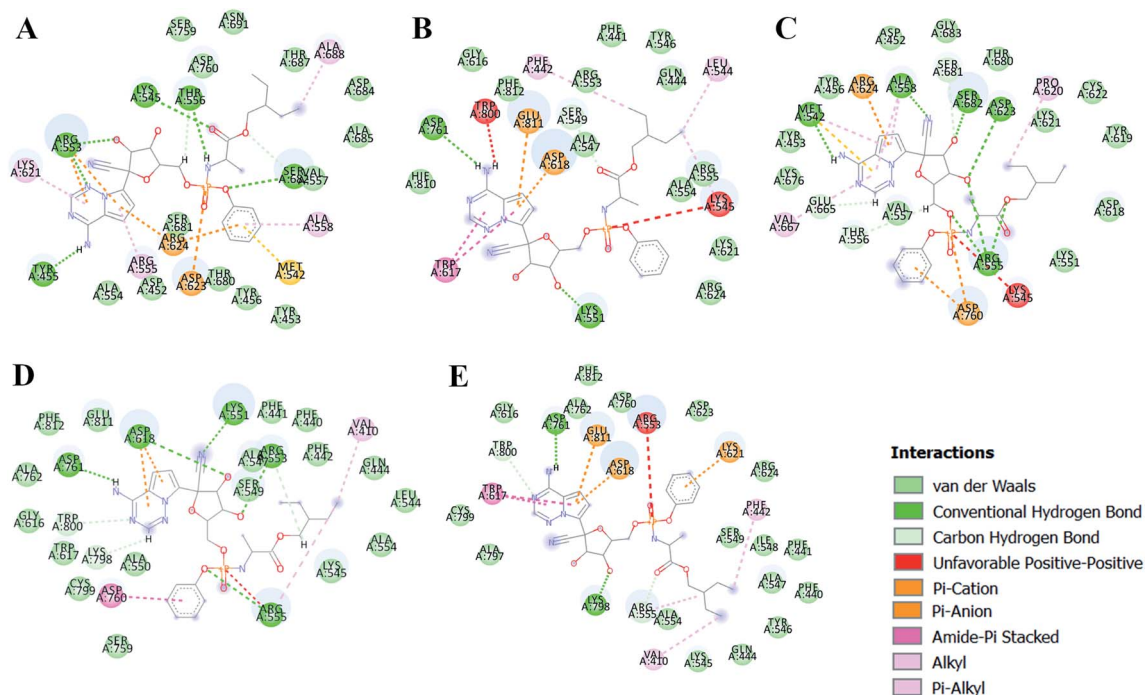 A
SER
A:759
ASN
A:691
ASP
A:760
THR
A:687
ALA
A:688
LYS
A:545
THR
A:556
ASP
A:684
ALA
A:685
ARG
A:553
LYS
A:621
VAL
A:557
SER
A:681
ARG
A:624
ALA
A:558
ARG
A:555
MET
A:542
TYR
A:455
ALA
A:554
ASP
A:452
ASP
A:623
THR
A:680
TYR
A:456
TYR
A:453
N
N
N
N
N
N
H
H
O
O
O
O
O
O
P
B
PHE
A:441
TYR
A:546
GLY
A:616
PHE
A:442
LEU
A:544
PHE
A:812
ARG
A:553
GLN
A:444
TRP
A:800
GLU
A:811
SER
A:549
ASP
A:761
ALA
A:547
ASP
A:618
HIE
A:810
ARG
A:555
ALA
A:554
LYS
A:545
TRP
A:617
LYS
A:621
ARG
A:624
LYS
A:551
C
ASP
A:452
GLY
A:683
THR
A:680
TYR
A:456
ARG
A:624
ALA
A:558
SER
A:681
SER
A:682
ASP
A:623
PRO
A:620
CYS
A:622
MET
A:542
LYS
A:621
TYR
A:453
TYR
A:619
LYS
A:676
GLU
A:665
VAL
A:557
ASP
A:618
VAL
A:667
THR
A:556
ARG
A:555
LYS
A:551
LYS
A:545
ASP
A:760
D
PHE
A:812
GLU
A:811
LYS
A:551
PHE
A:441
PHE
A:440
VAL
A:410
ASP
A:618
ARG
A:553
PHE
A:442
ASP
A:761
GLN
A:444
ALA
A:762
SER
A:549
LEU
A:544
GLY
A:616
TRP
A:800
TRP
A:617
LYS
A:798
ALA
A:550
ALA
A:554
LYS
A:545
CYS
A:799
ASP
A:760
ARG
A:555
SER
A:759
E
PHE
A:812
GLY
A:616
ALA
A:762
ASP
A:760
ASP
A:761
ARG
A:553
ASP
A:623
TRP
A:800
GLU
A:811
LYS
A:621
ASP
A:618
ARG
A:624
TRP
A:617
PHE
A:442
CYS
A:799
SER
A:549
ILE
A:548
PHE
A:441
ALA
A:797
ALA
A:547
PHE
A:440
LYS
A:798
ARG
A:555
ALA
A:554
TYR
A:546
VAL
A:410
LYS
A:545
GLN
A:444
Interactions
van der Waals
Conventional Hydrogen Bond
Carbon Hydrogen Bond
Unfavorable Positive-Positive
Pi-Cation
Pi-Anion
Amide-Pi Stacked
Alkyl
Pi-Alkyl